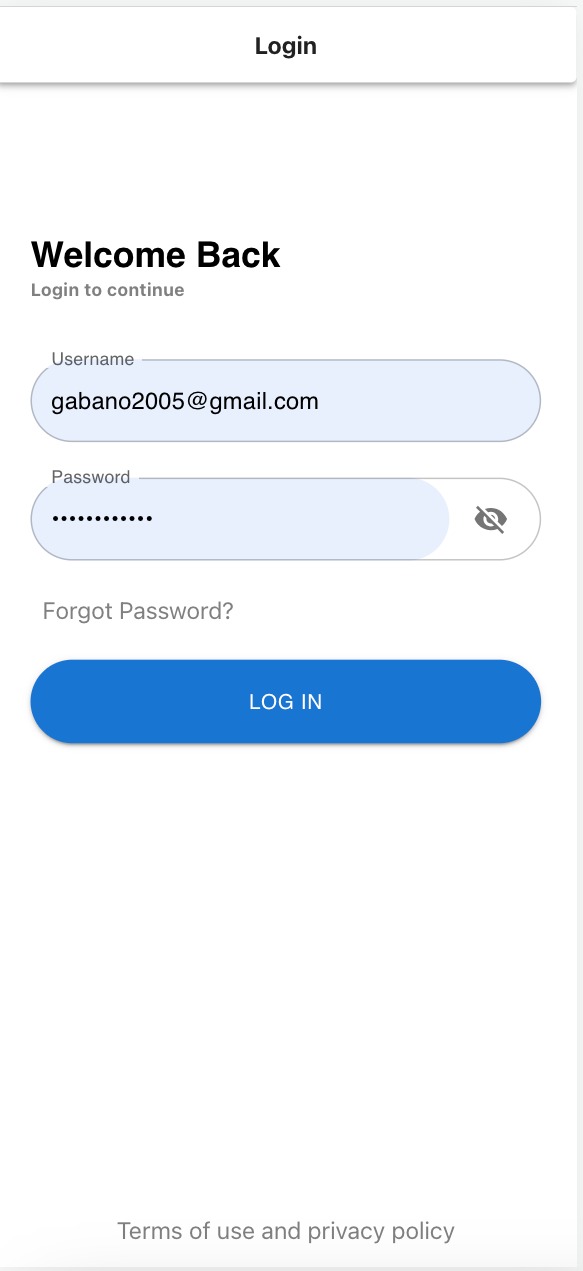 Login
Welcome Back
Login to continue
Username
gabano2005@gmail.com
Password
••••••••••••
Forgot Password?
LOG IN
Terms of use and privacy policy